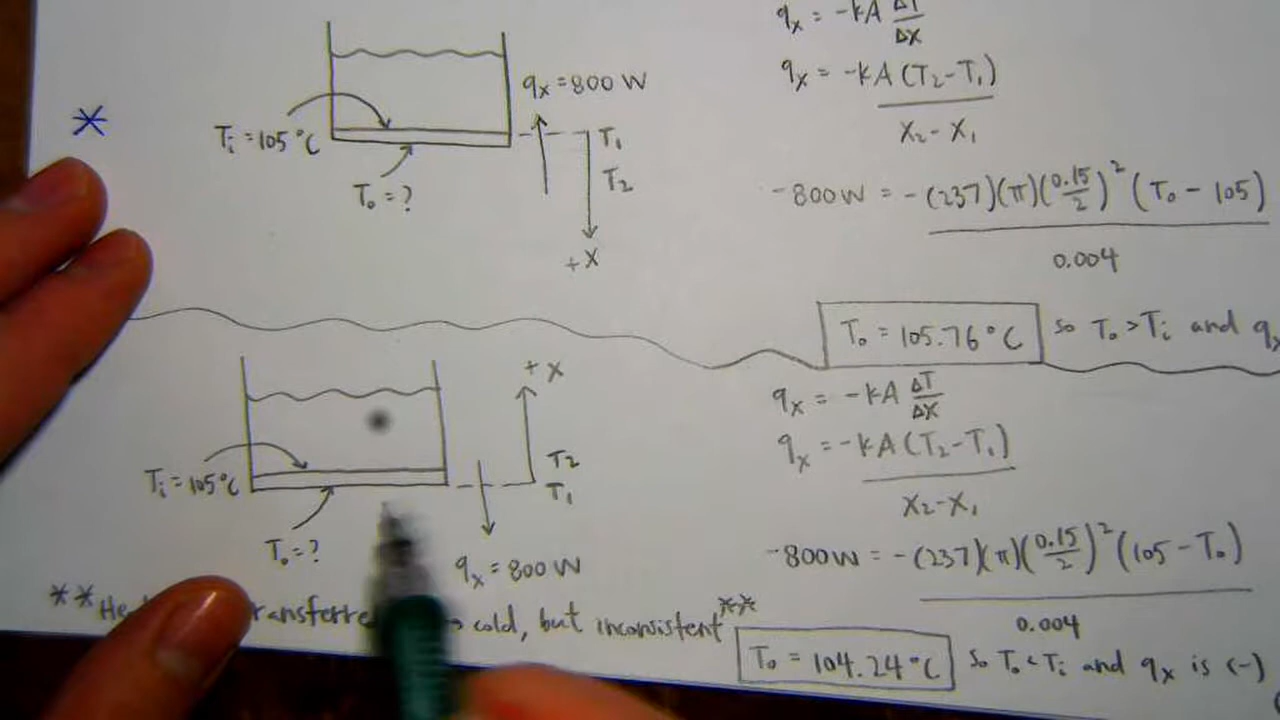 qx = -kA ΔT/Δx
qx = -kA(T2-T1)
x2-x1
qx = 800 W
*
Ti = 105°C
T1
T2
To = ?
+x
-800W = -(237)(π)(0.15/2)²(To - 105)
0.004
To = 105.76°C so To > Ti and
+x
qx = -kA ΔT/Δx
qx = -kA(T2-T1)
x2-x1
T2
Ti = 105°C
T1
To = ?
qx = 800 W
-800W = -(237)(π)(0.15/2)²(105 - To)
0.004
** cold, but inconsistent **
To = 104.24°C so To < Ti and qx is (-)